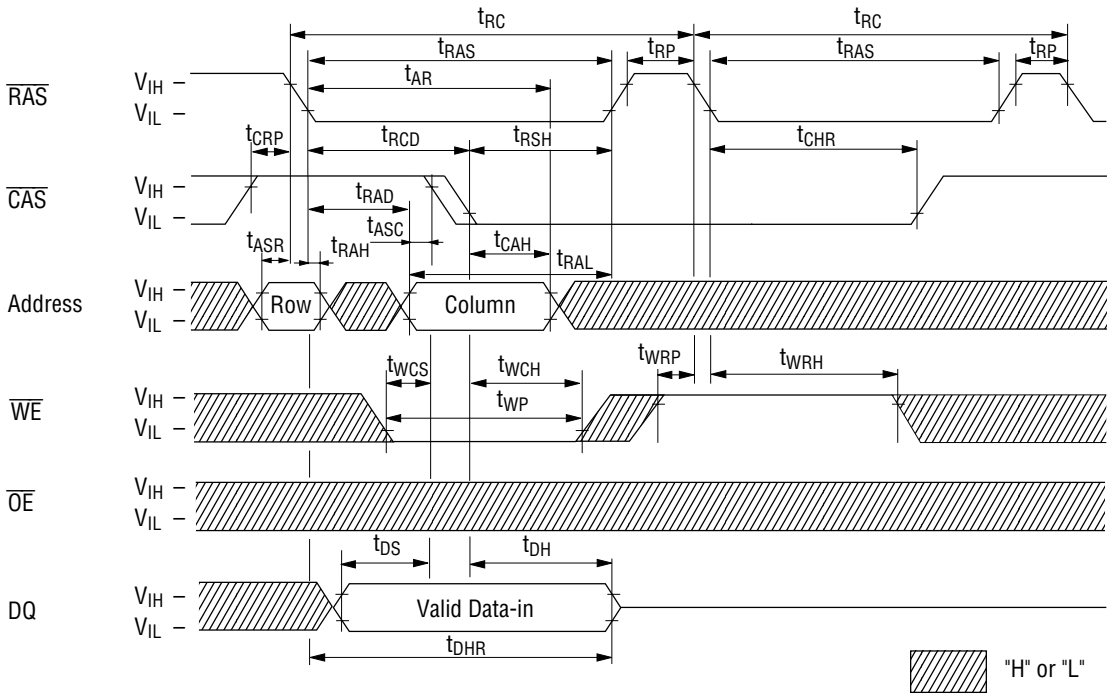 tRC tRC
tRAS tRP tRAS tRP
tAR
RAS VIH –
VIL –
tCRP tRCD tRSH tCHR
CAS VIH –
VIL –
tRAD
tASC tCAH
tASR tRAH tRAL
Address VIH –
VIL –
Row Column
tWCS tWCH tWRP tWRH
tWP
WE VIH –
VIL –
OE VIH –
VIL –
tDS tDH
DQ VIH –
VIL –
Valid Data-in
tDHR
"H" or "L"